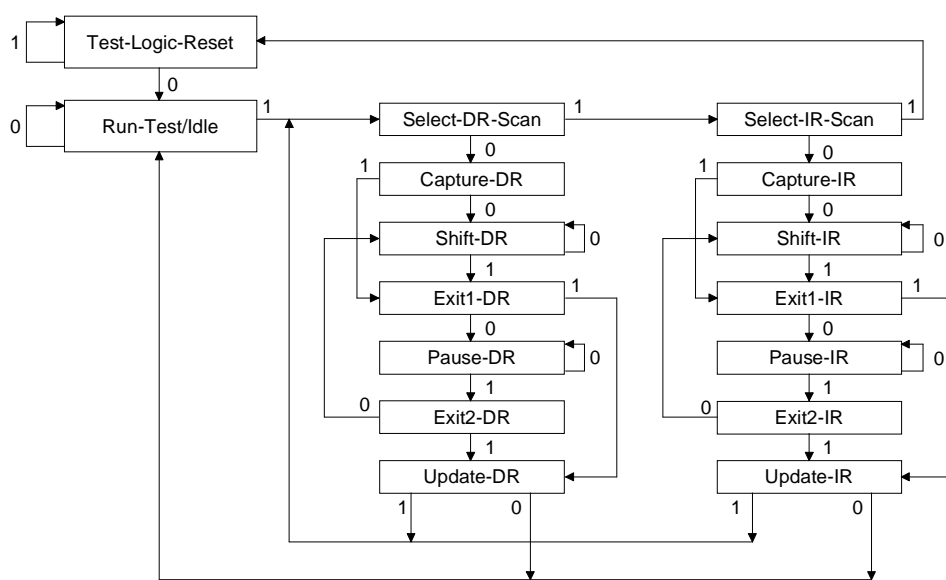 1
Test-Logic-Reset
0
0
Run-Test/Idle
1
Select-DR-Scan
1
Select-IR-Scan
1
0
0
1
Capture-DR
1
Capture-IR
0
0
Shift-DR
0
Shift-IR
0
1
1
Exit1-DR
1
Exit1-IR
1
0
0
Pause-DR
0
Pause-IR
0
1
1
0
Exit2-DR
0
Exit2-IR
1
1
Update-DR
Update-IR
1
0
1
0